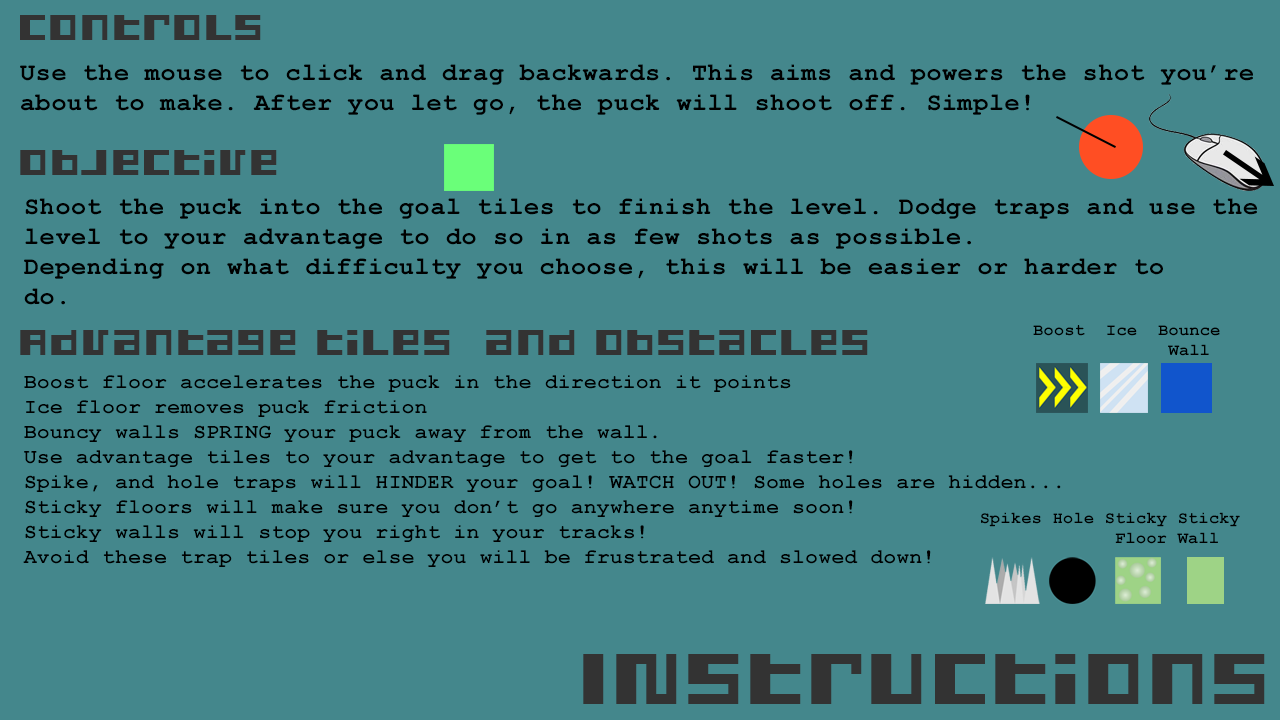 Controls
Use the mouse to click and drag backwards. This aims and powers the shot you’re
about to make. After you let go, the puck will shoot off. Simple!
Objective
Shoot the puck into the goal tiles to finish the level. Dodge traps and use the
level to your advantage to do so in as few shots as possible.
Depending on what difficulty you choose, this will be easier or harder to
do.
Advantage tiles and Obstacles
Boost Ice Bounce
Wall
Boost floor accelerates the puck in the direction it points
Ice floor removes puck friction
Bouncy walls SPRING your puck away from the wall.
Use advantage tiles to your advantage to get to the goal faster!
Spike, and hole traps will HINDER your goal! WATCH OUT! Some holes are hidden...
Sticky floors will make sure you don’t go anywhere anytime soon!
Sticky walls will stop you right in your tracks!
Avoid these trap tiles or else you will be frustrated and slowed down!
Spikes Hole Sticky Sticky
Floor Wall
Instructions